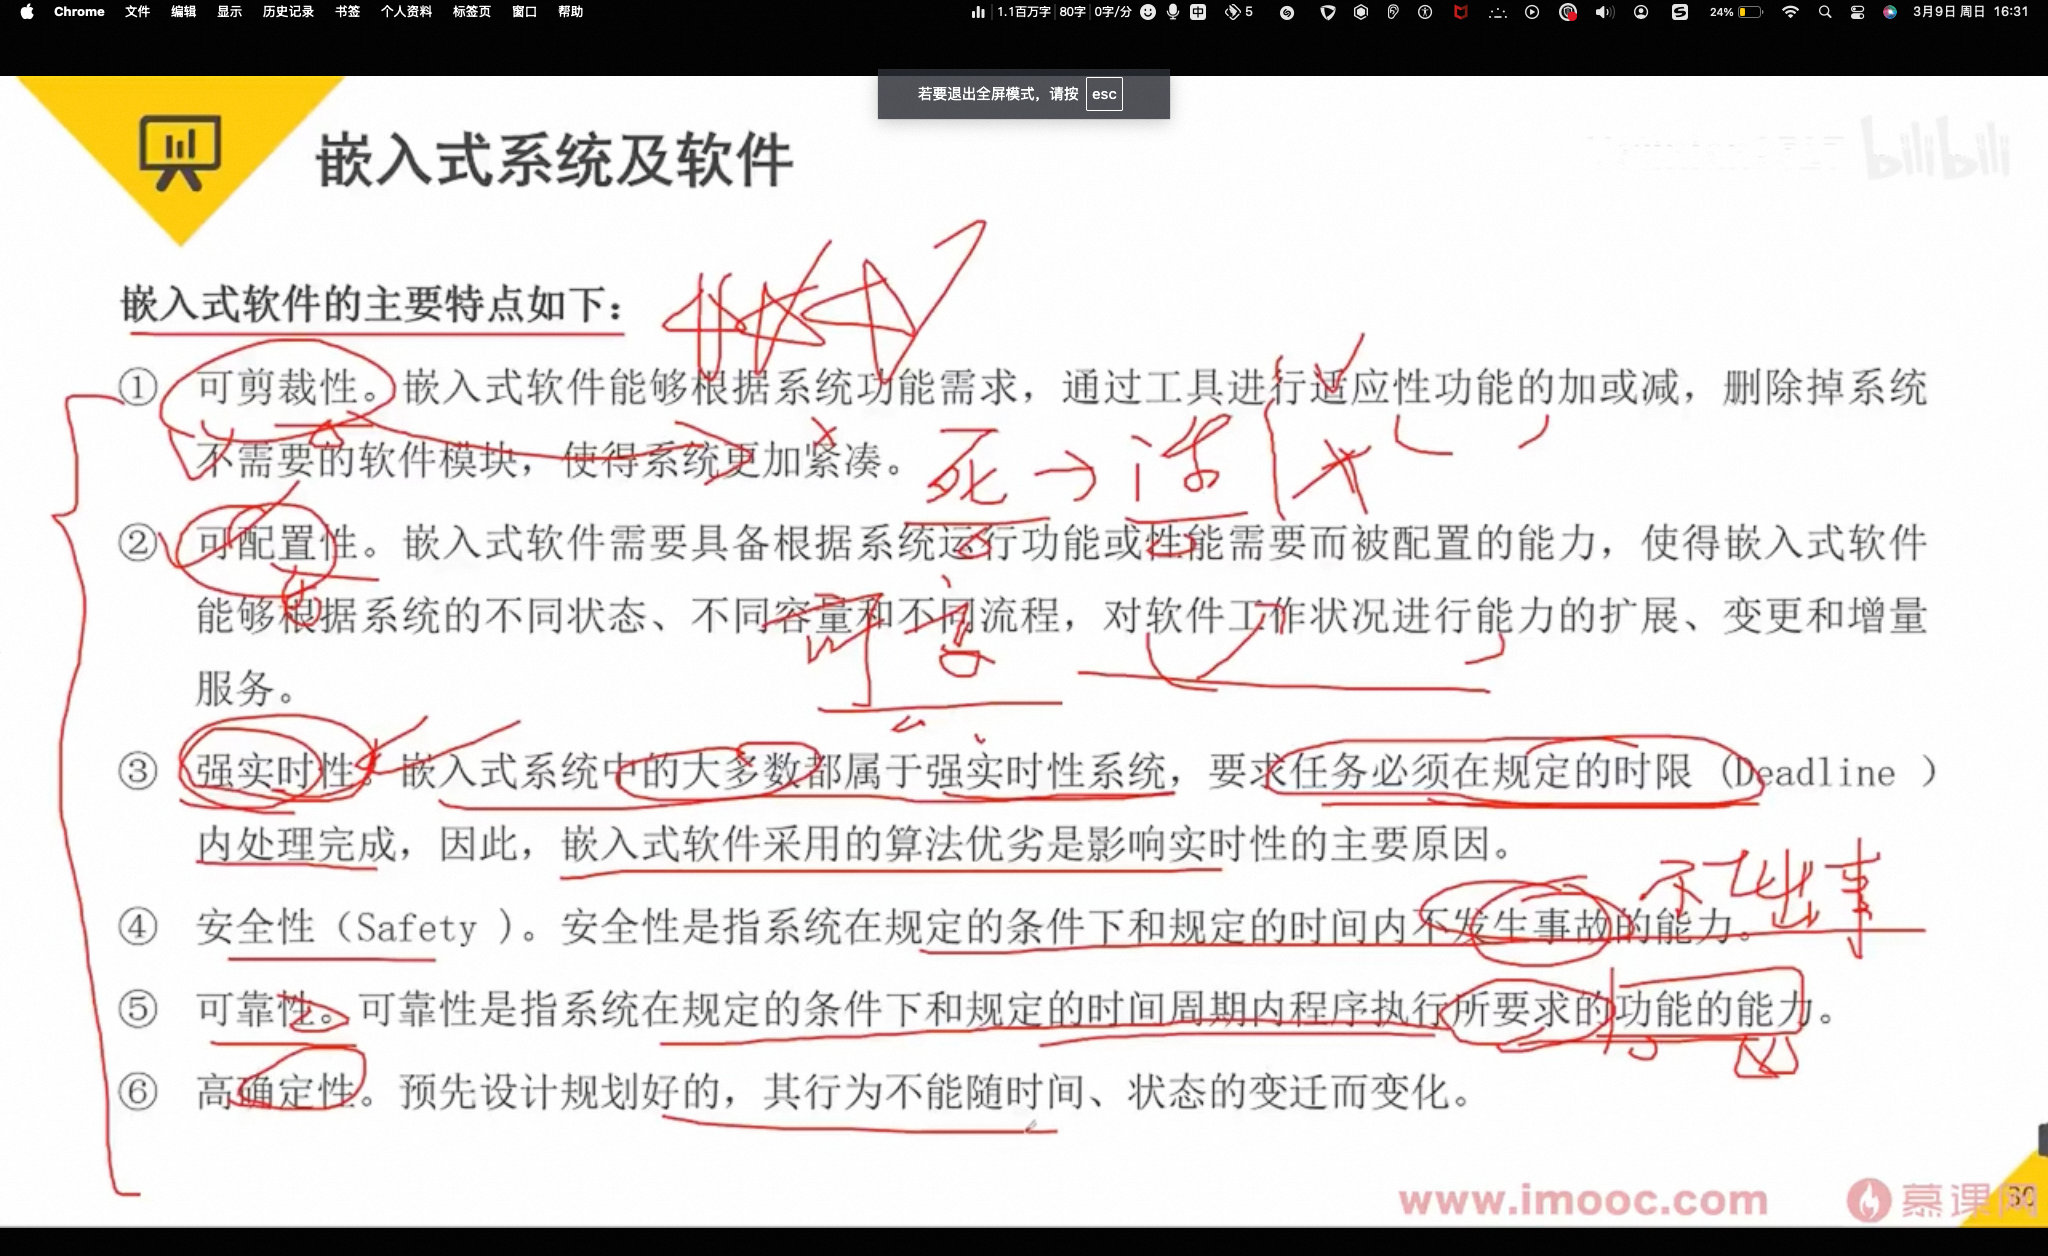 Chrome 文件 编辑 显示 历史记录 书签 个人资料 标签页 窗口 帮助 1.1百万字 80字 0字/分 中 5 24% 3月9日 周日 16:31
若要退出全屏模式，请按 esc
嵌入式系统及软件
bilibili
嵌入式软件的主要特点如下：
① 可剪裁性。嵌入式软件能够根据系统功能需求，通过工具进行适应性功能的加或减，删除掉系统
不需要的软件模块，使得系统更加紧凑。
死→活
② 可配置性。嵌入式软件需要具备根据系统运行功能或性能需要而被配置的能力，使得嵌入式软件
能够根据系统的不同状态、不同容量和不同流程，对软件工作状况进行能力的扩展、变更和增量
服务。
③ 强实时性。嵌入式系统中的大多数都属于强实时性系统，要求任务必须在规定的时限（Deadline ）
内处理完成，因此，嵌入式软件采用的算法优劣是影响实时性的主要原因。
不出事
④ 安全性（Safety ）。安全性是指系统在规定的条件下和规定的时间内不发生事故的能力。
⑤ 可靠性。可靠性是指系统在规定的条件下和规定的时间周期内程序执行所要求的功能的能力。
⑥ 高确定性。预先设计规划好的，其行为不能随时间、状态的变迁而变化。
www.imooc.com 慕课网
30